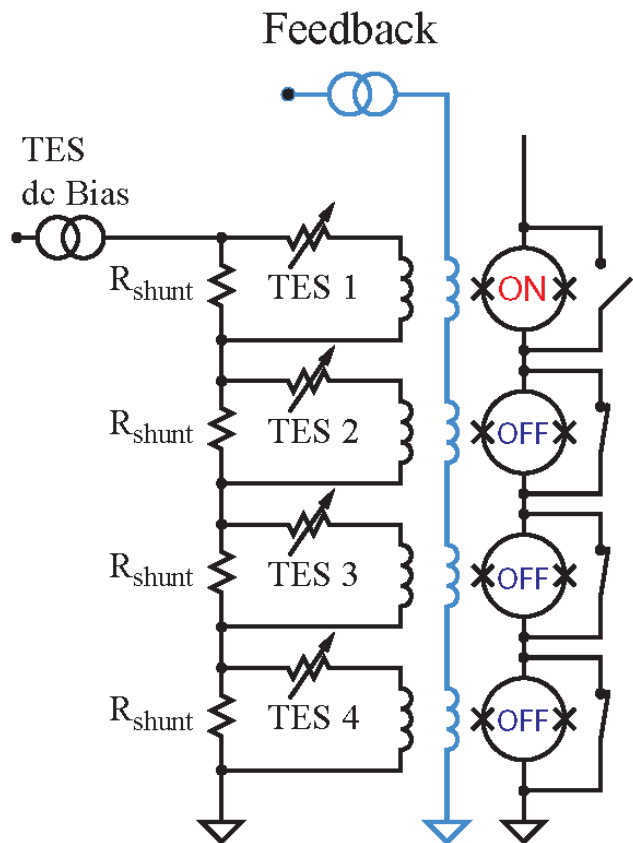 Feedback
TES
dc Bias
Rshunt
TES 1
ON
Rshunt
TES 2
OFF
Rshunt
TES 3
OFF
Rshunt
TES 4
OFF